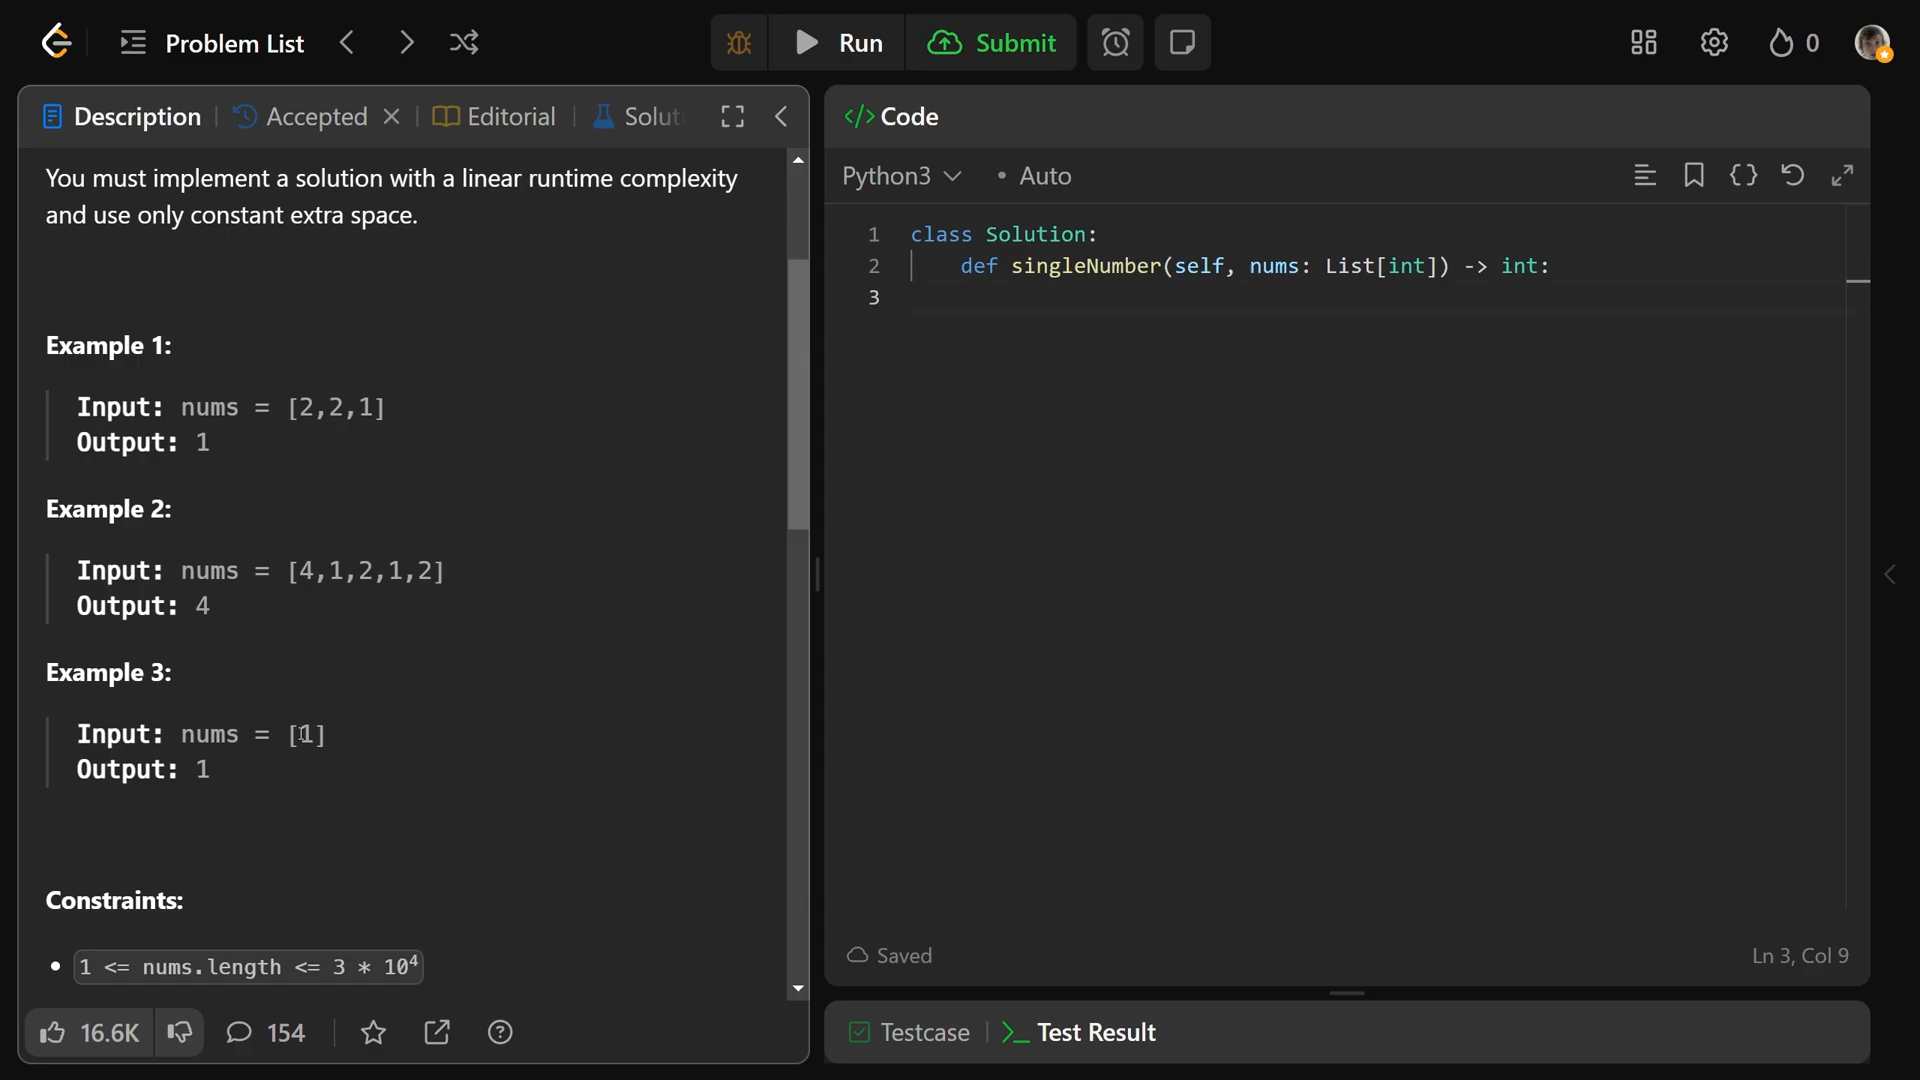 Problem List
Run
Submit
0
Description
Accepted
Editorial
Solut
You must implement a solution with a linear runtime complexity
and use only constant extra space.
Example 1:
Input: nums = [2,2,1]
Output: 1
Example 2:
Input: nums = [4,1,2,1,2]
Output: 4
Example 3:
Input: nums = [1]
Output: 1
Constraints:
1 <= nums.length <= 3 * 10⁴
16.6K
154
</> Code
Python3
• Auto
1 class Solution:
2     def singleNumber(self, nums: List[int]) -> int:
3
Saved
Ln 3, Col 9
Testcase
>_ Test Result